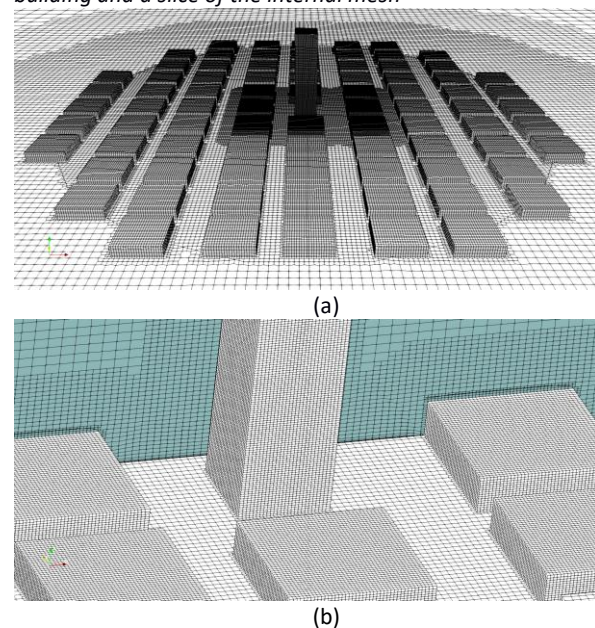 building and a slice of the internal mesh
(a)
(b)